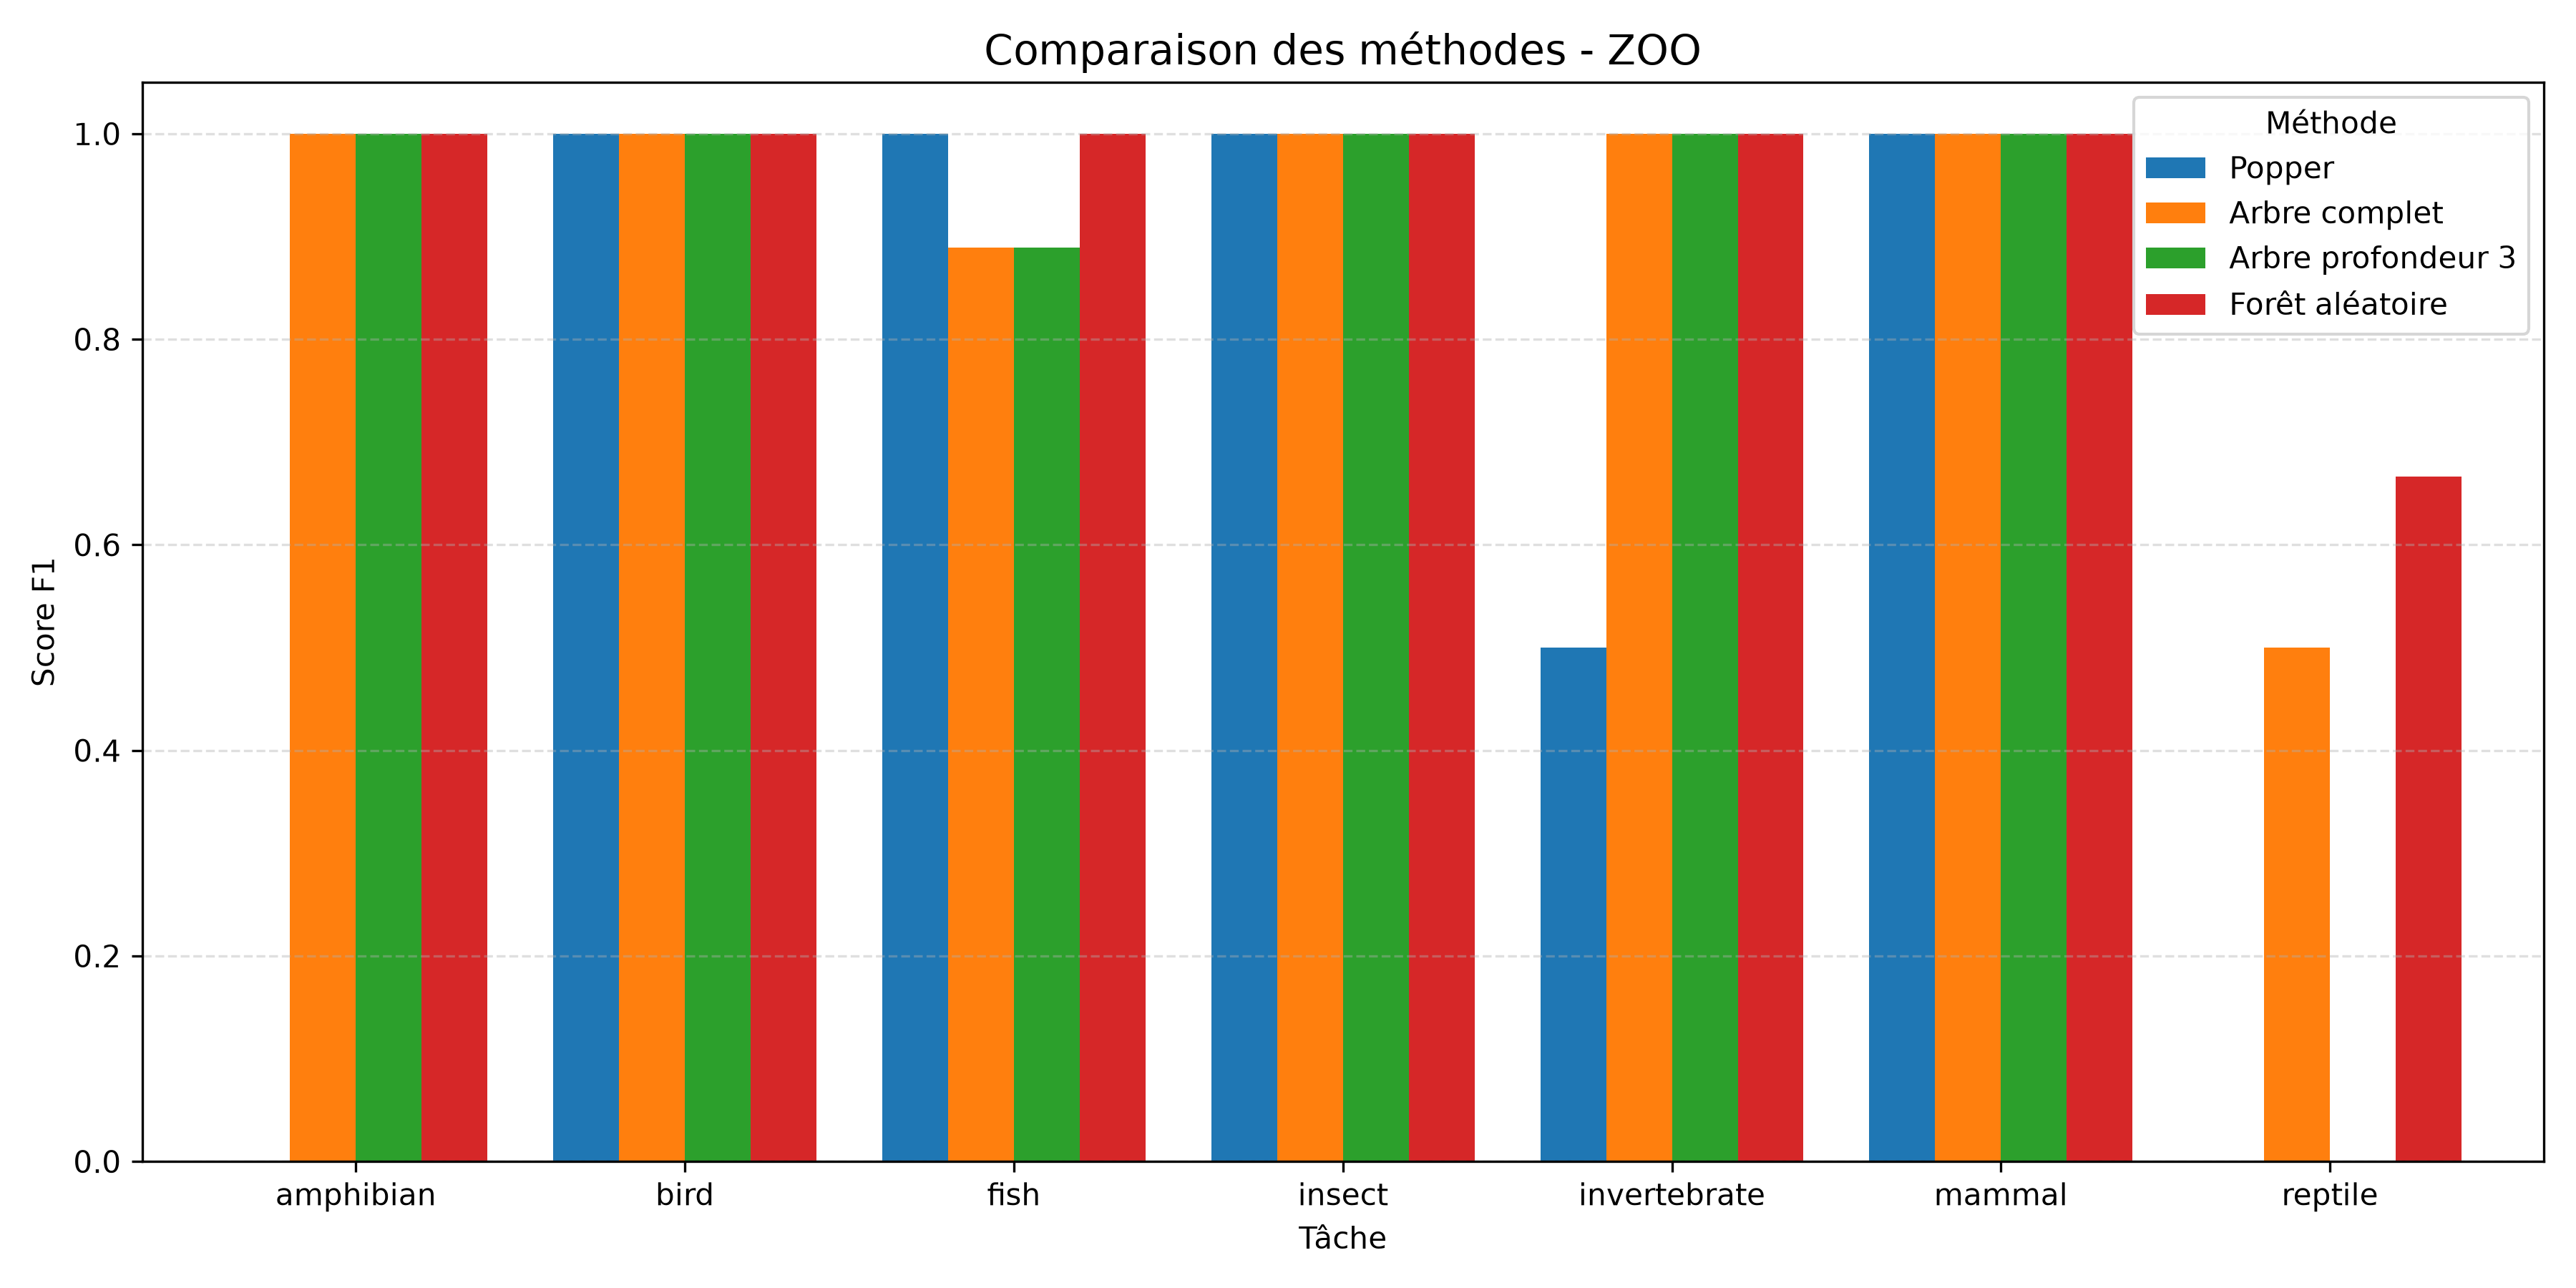 Comparaison des méthodes - ZOO
Méthode
Popper
Arbre complet
Arbre profondeur 3
Forêt aléatoire
Score F1
1.0
0.8
0.6
0.4
0.2
0.0
amphibian bird fish insect invertebrate mammal reptile
Tâche